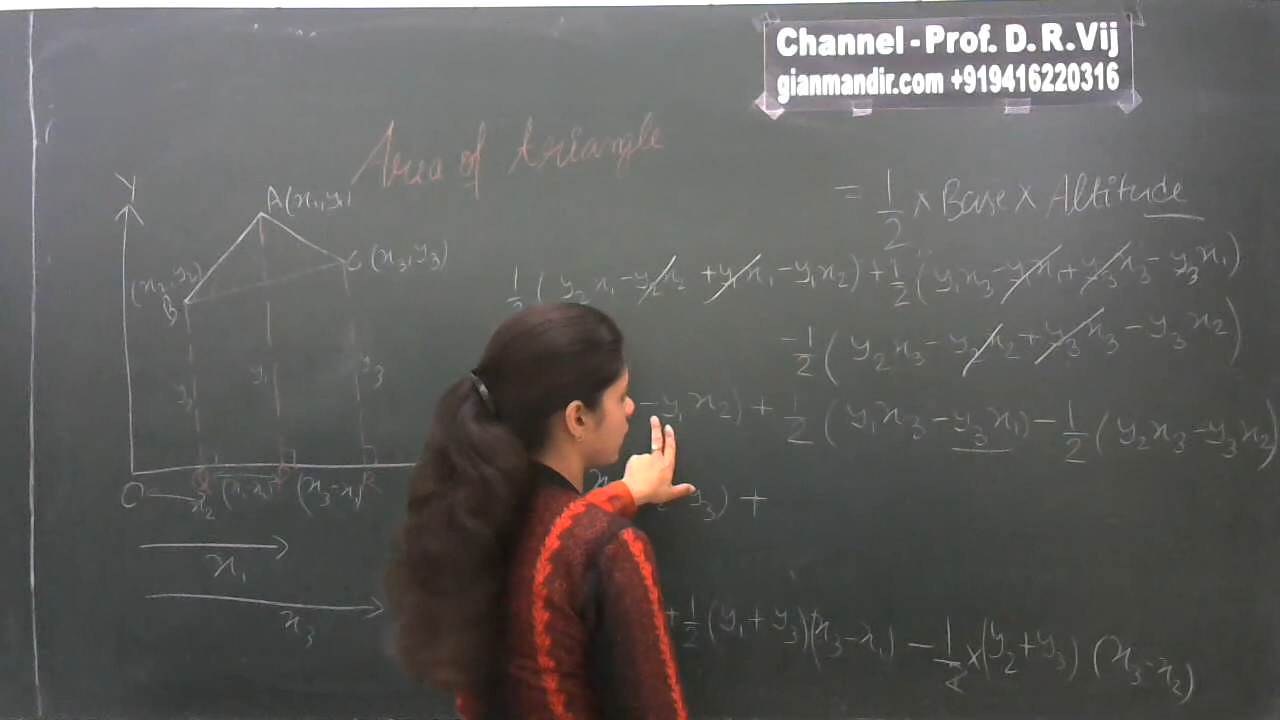 Channel - Prof. D. R. Vij
gianmandir.com +919416220316
Area of triangle
= 1/2 × Base × Altitude
Y
A(x₁, y₁)
(x₂, y₂)
B
C (x₃, y₃)
1/2 (y₂x₁ - y₂x₂ + y₁x₁ - y₁x₂) + 1/2 (y₁x₃ - y₁x₁ + y₃x₃ - y₃x₁)
-1/2 (y₂x₃ - y₂x₂ + y₃x₃ - y₃x₂)
y₂
y₁
y₃
- y₁x₂) + 1/2 (y₁x₃ - y₃x₁) - 1/2 (y₂x₃ - y₃x₂)
O
x₂
(x₁-x₂)
(x₃-x₁)
R
y₃) +
x₁
x₃
+ 1/2 (y₁ + y₃)(x₃ - x₁) - 1/2 × (y₂ + y₃) (x₃ - x₂)